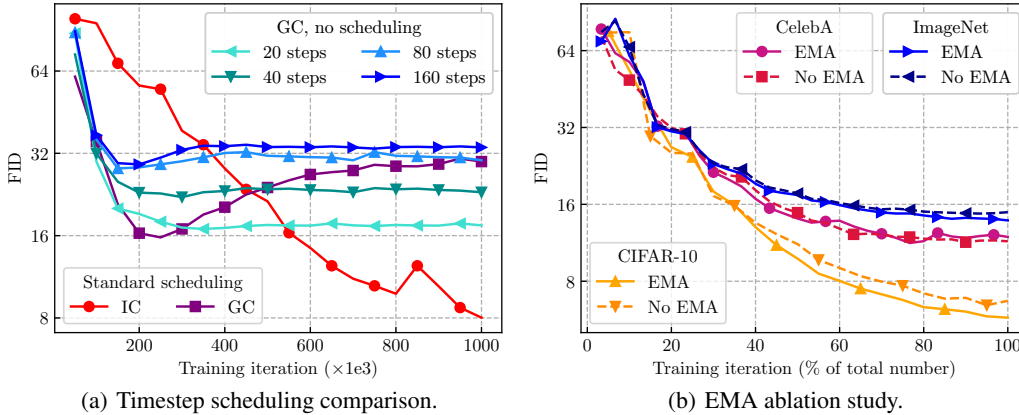 GC, no scheduling
20 steps
80 steps
40 steps
160 steps
Standard scheduling
IC
GC
FID
64
32
16
8
200
400
600
800
1000
Training iteration (×1e3)
(a) Timestep scheduling comparison.
CelebA
EMA
No EMA
ImageNet
EMA
No EMA
CIFAR-10
EMA
No EMA
FID
64
32
16
8
0
20
40
60
80
100
Training iteration (% of total number)
(b) EMA ablation study.